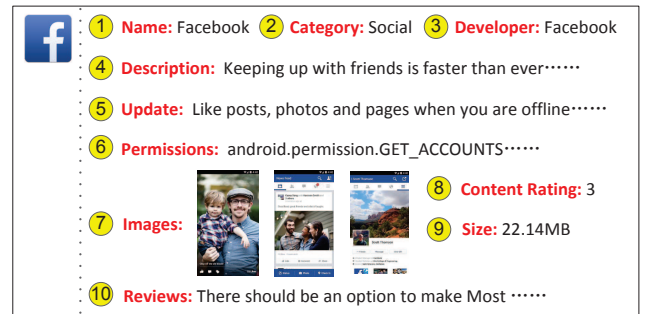 f
1 Name: Facebook 2 Category: Social 3 Developer: Facebook
4 Description: Keeping up with friends is faster than ever······
5 Update: Like posts, photos and pages when you are offline······
6 Permissions: android.permission.GET_ACCOUNTS······
7 Images:
8 Content Rating: 3
9 Size: 22.14MB
10 Reviews: There should be an option to make Most ······